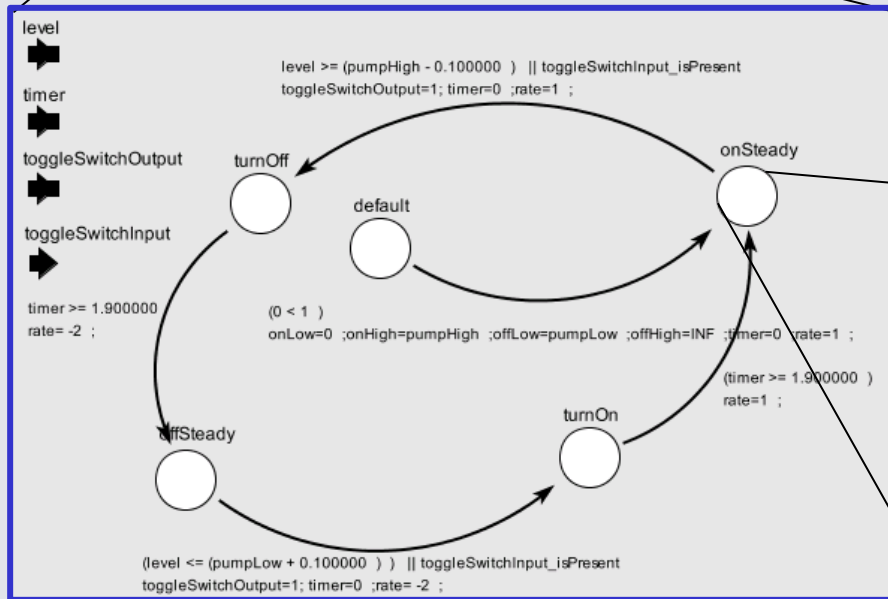 level
timer
toggleSwitchOutput
toggleSwitchInput
level >= (pumpHigh - 0.100000 ) || toggleSwitchInput_isPresent
toggleSwitchOutput=1; timer=0 ;rate=1 ;
turnOff
default
onSteady
timer >= 1.900000
rate= -2 ;
(0 < 1 )
onLow=0 ;onHigh=pumpHigh ;offLow=pumpLow ;offHigh=INF ;timer=0 ;rate=1 ;
(timer >= 1.900000 )
rate=1 ;
offSteady
turnOn
(level <= (pumpLow + 0.100000 ) ) || toggleSwitchInput_isPresent
toggleSwitchOutput=1; timer=0 ;rate= -2 ;